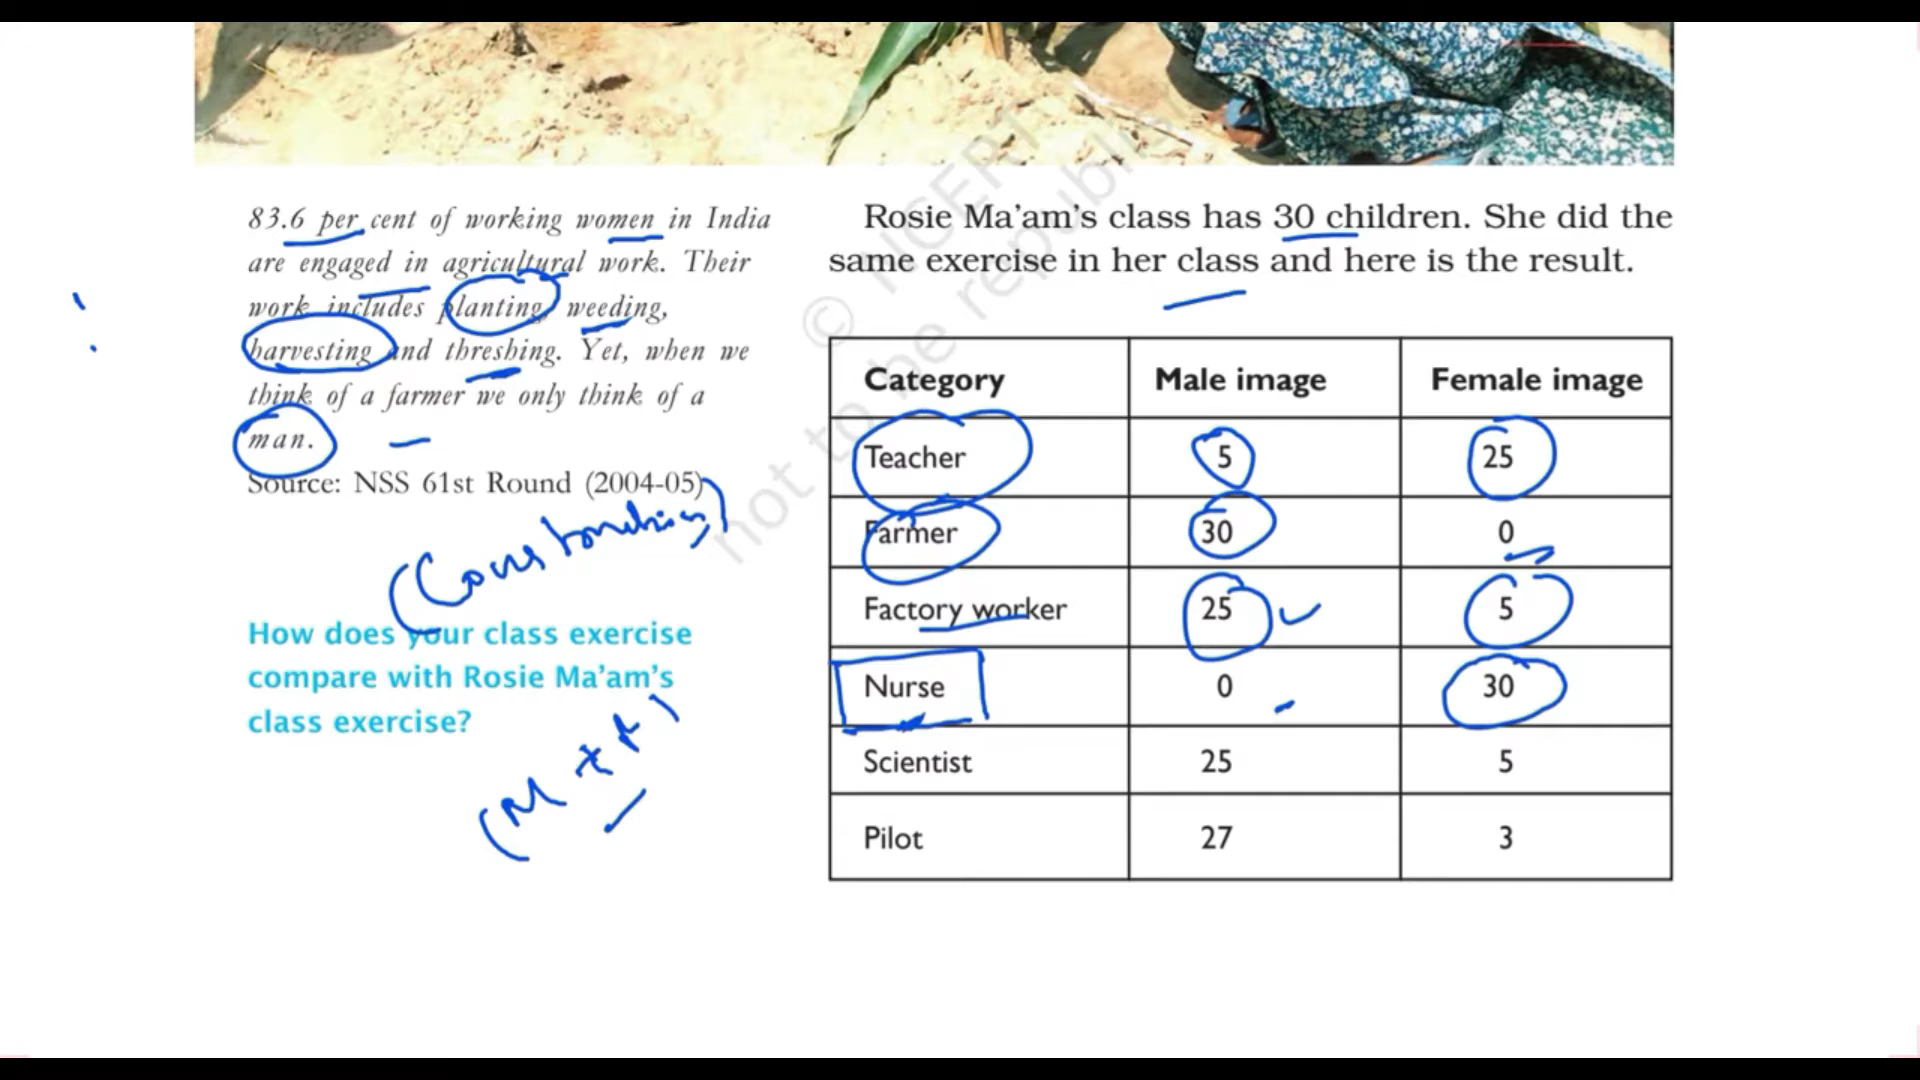 83.6 per cent of working women in India
are engaged in agricultural work. Their
work includes planting, weeding,
harvesting and threshing. Yet, when we
think of a farmer we only think of a
man.
Source: NSS 61st Round (2004-05)
How does your class exercise
compare with Rosie Ma’am’s
class exercise?
Rosie Ma’am’s class has 30 children. She did the
same exercise in her class and here is the result.
Category Male image Female image
Teacher 5 25
Farmer 30 0
Factory worker 25 5
Nurse 0 30
Scientist 25 5
Pilot 27 3
© NCERT
not to be republi